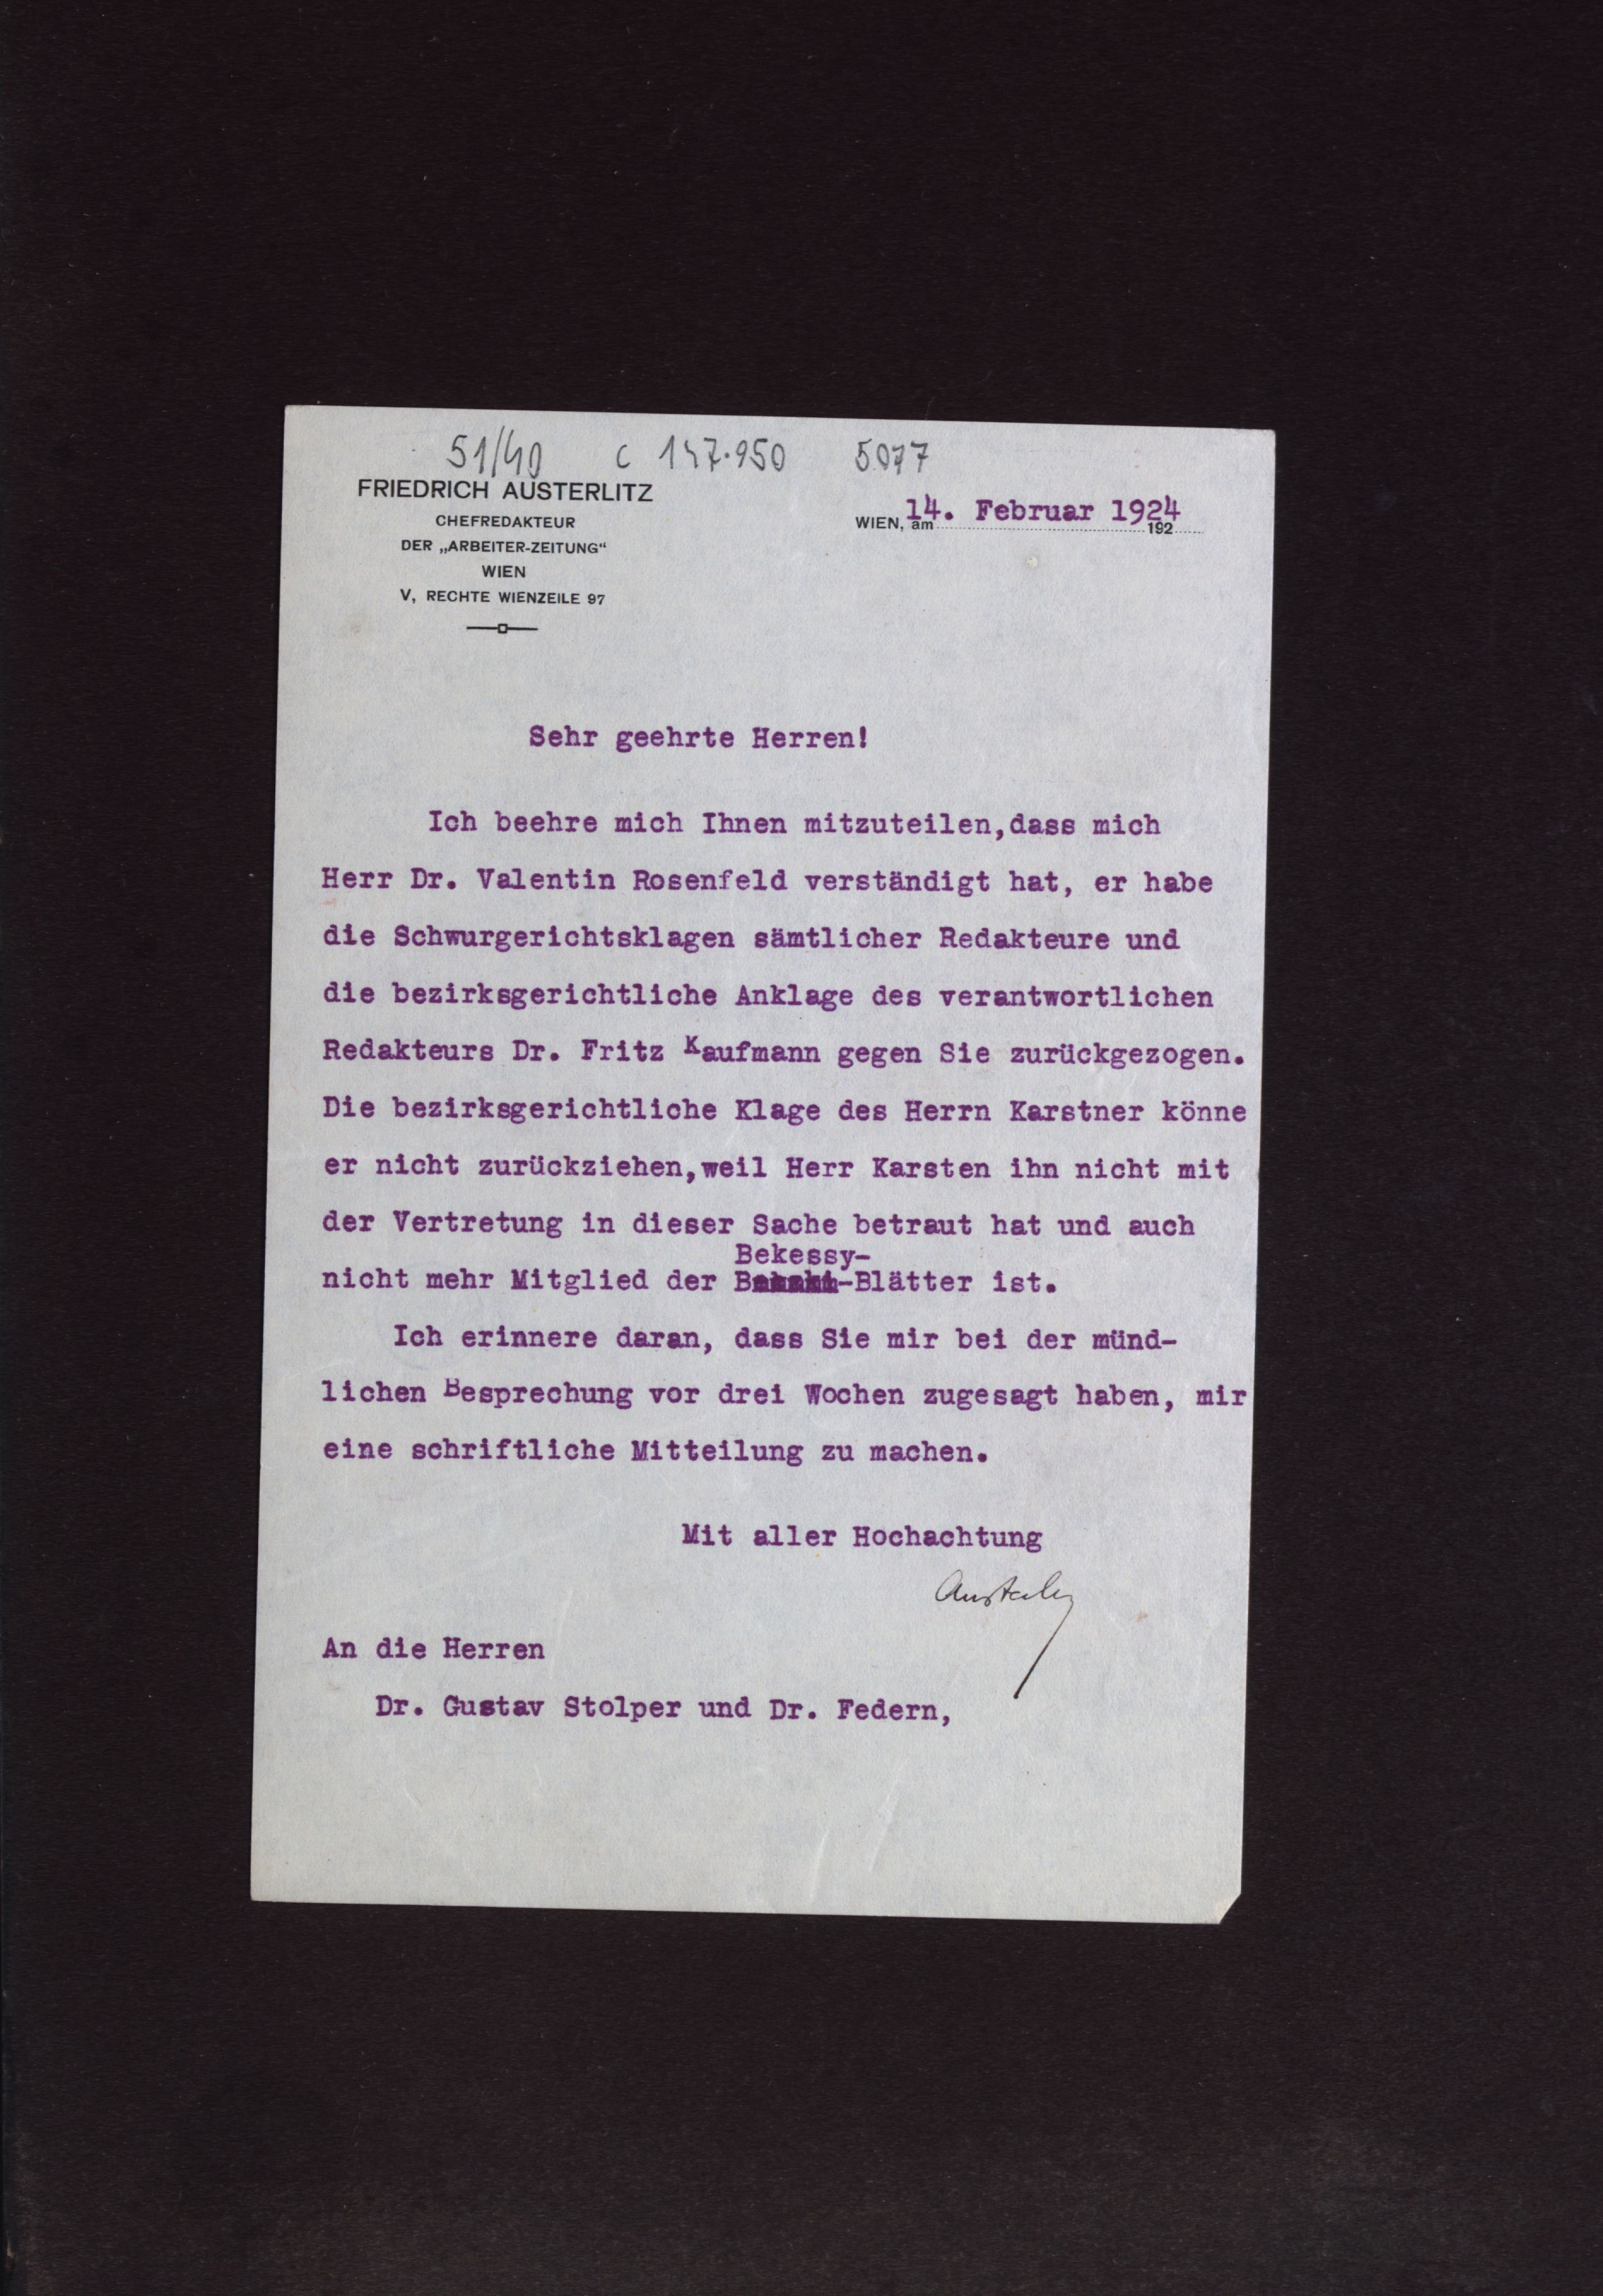 51/40 c 147.950 5077
FRIEDRICH AUSTERLITZ
CHEFREDAKTEUR
DER „ARBEITER-ZEITUNG“
WIEN
V, RECHTE WIENZEILE 97
WIEN, am 14. Februar 1924 192
Sehr geehrte Herren!
Ich beehre mich Ihnen mitzuteilen,dass mich
Herr Dr. Valentin Rosenfeld verständigt hat, er habe
die Schwurgerichtsklagen sämtlicher Redakteure und
die bezirksgerichtliche Anklage des verantwortlichen
Redakteurs Dr. Fritz Kaufmann gegen Sie zurückgezogen.
Die bezirksgerichtliche Klage des Herrn Karstner könne
er nicht zurückziehen,weil Herr Karsten ihn nicht mit
der Vertretung in dieser Sache betraut hat und auch
Bekessy-
nicht mehr Mitglied der -Blätter ist.
Ich erinnere daran, dass Sie mir bei der münd-
lichen Besprechung vor drei Wochen zugesagt haben, mir
eine schriftliche Mitteilung zu machen.
Mit aller Hochachtung
Austerlitz
An die Herren
Dr. Gustav Stolper und Dr. Federn,